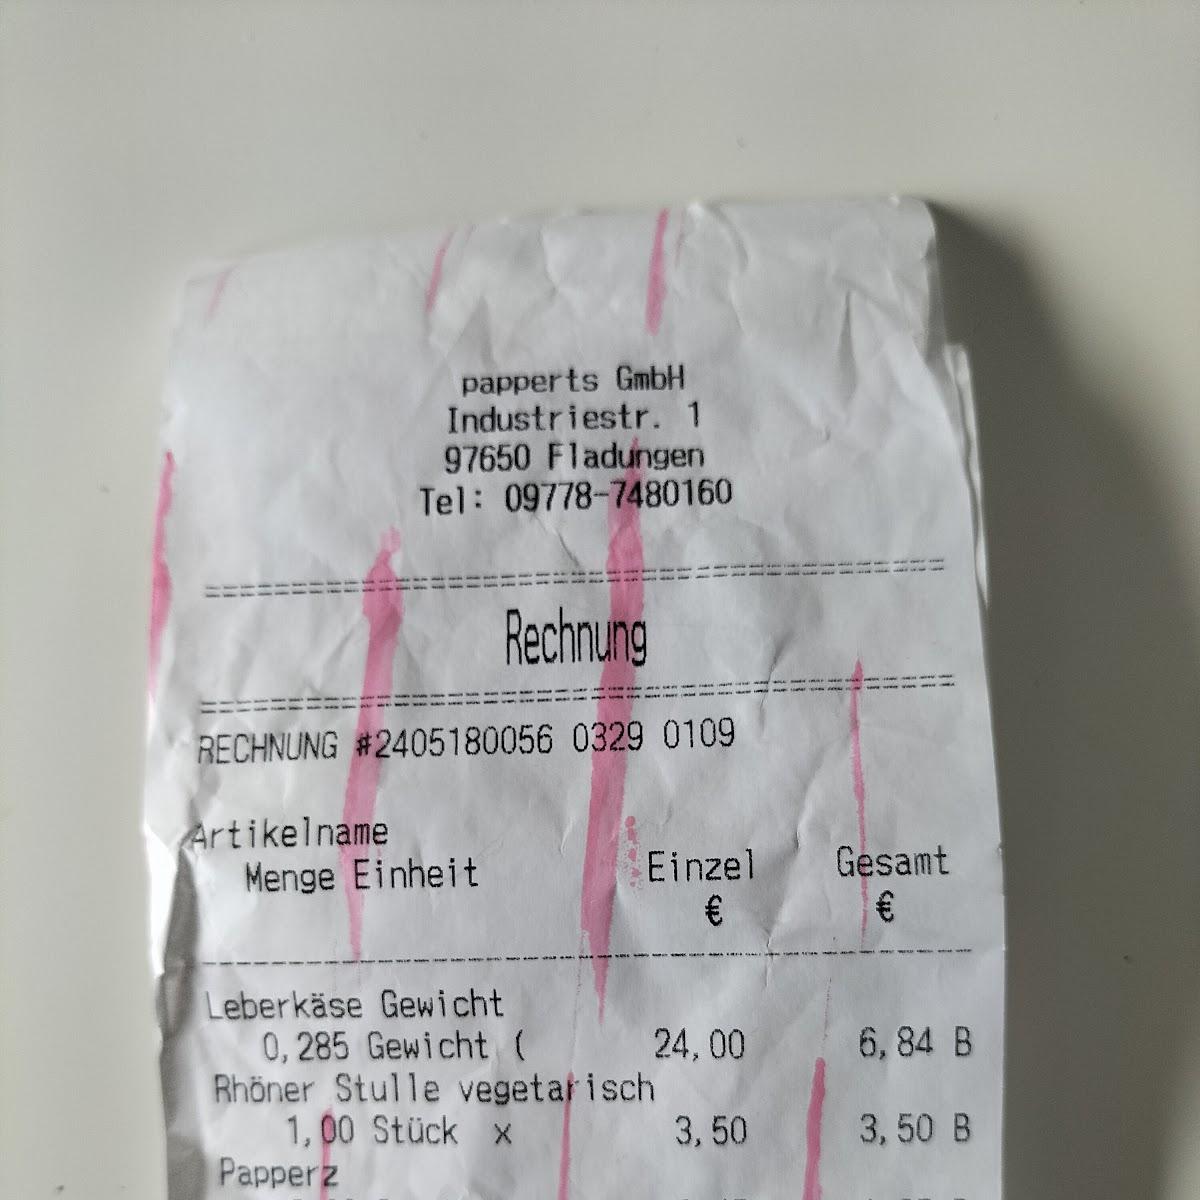 papperts GmbH
Industriestr. 1
97650 Fladungen
Tel: 09778-7480160
==================================================
Rechnung
==================================================
RECHNUNG #2405180056 0329 0109
Artikelname
Menge Einheit Einzel Gesamt
€ €
--------------------------------------------------
Leberkäse Gewicht
0,285 Gewicht ( 24,00 6,84 B
Rhöner Stulle vegetarisch
1,00 Stück x 3,50 3,50 B
Papperz